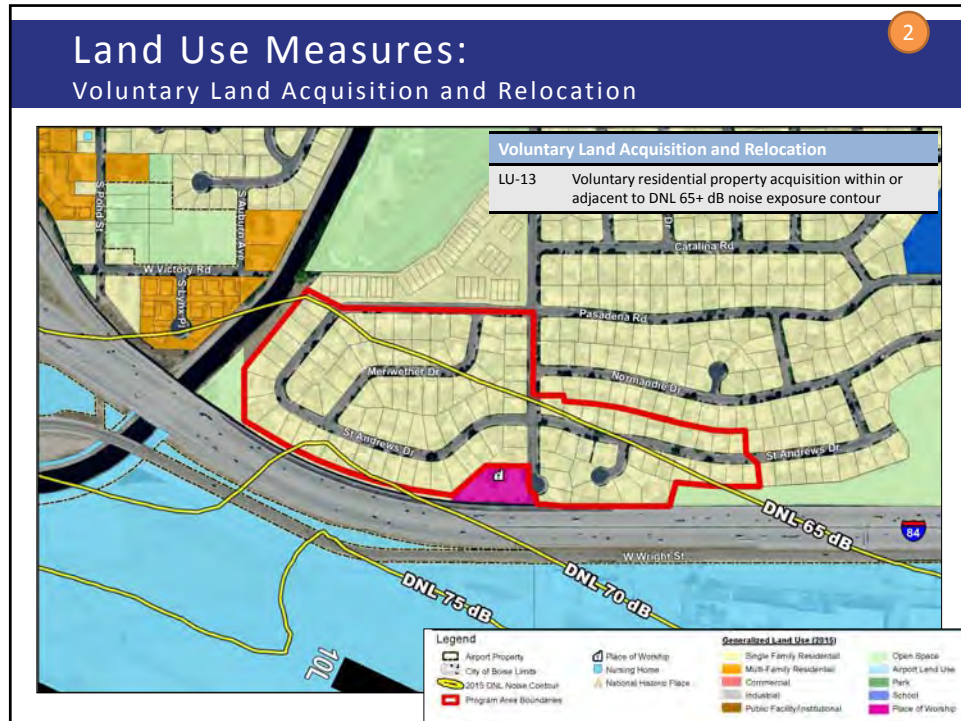 2
Land Use Measures:
Voluntary Land Acquisition and Relocation
Voluntary Land Acquisition and Relocation
LU-13 Voluntary residential property acquisition within or
adjacent to DNL 65+ dB noise exposure contour
S Pond St
S Auburn Ave
W Victory Rd
S Lynx Pl
Dr
Catalina Rd
Pasadena Rd
Meriwether Dr
Normandie Dr
St Andrews Dr
St Andrews Dr
DNL 65 dB
84
W Wright St
DNL 70 dB
DNL 75 dB
10L
Legend
Airport Property
City of Boise Limits
2015 DNL Noise Contour
Program Area Boundaries
Place of Worship
Nursing Home
National Historic Place
Generalized Land Use (2015)
Single Family Residential
Multi-Family Residential
Commercial
Industrial
Public Facility/Institutional
Open Space
Airport Land Use
Park
School
Place of Worship